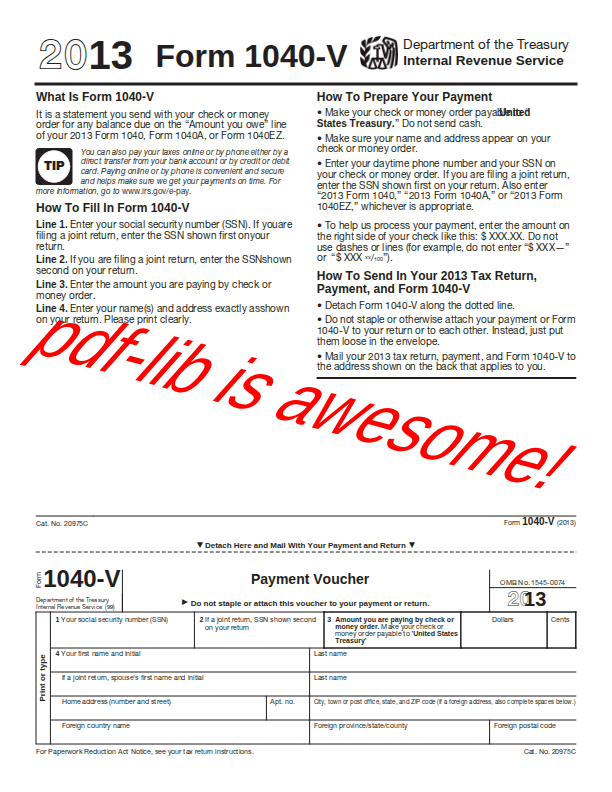 2013 Form 1040-V
Department of the Treasury
Internal Revenue Service
What Is Form 1040-V
It is a statement you send with your check or money
order for any balance due on the “Amount you owe” line
of your 2013 Form 1040, Form 1040A, or Form 1040EZ.
TIP
You can also pay your taxes online or by phone either by a
direct transfer from your bank account or by credit or debit
card. Paying online or by phone is convenient and secure
and helps make sure we get your payments on time. For
more information, go to www.irs.gov/e-pay.
How To Fill In Form 1040-V
Line 1. Enter your social security number (SSN). If youare
filing a joint return, enter the SSN shown first onyour
return.
Line 2. If you are filing a joint return, enter the SSNshown
second on your return.
Line 3. Enter the amount you are paying by check or
money order.
Line 4. Enter your name(s) and address exactly asshown
on your return. Please print clearly.
How To Prepare Your Payment
• Make your check or money order payable to “United
States Treasury.” Do not send cash.
• Make sure your name and address appear on your
check or money order.
• Enter your daytime phone number and your SSN on
your check or money order. If you are filing a joint return,
enter the SSN shown first on your return. Also enter
“2013 Form 1040,” “2013 Form 1040A,” or “2013 Form
1040EZ,” whichever is appropriate.
• To help us process your payment, enter the amount on
the right side of your check like this: $ XXX.XX. Do not
use dashes or lines (for example, do not enter “$ XXX—”
or “$ XXX xx/100”).
How To Send In Your 2013 Tax Return,
Payment, and Form 1040-V
• Detach Form 1040-V along the dotted line.
• Do not staple or otherwise attach your payment or Form
1040-V to your return or to each other. Instead, just put
them loose in the envelope.
• Mail your 2013 tax return, payment, and Form 1040-V to
the address shown on the back that applies to you.
pdf-lib is awesome!
Cat. No. 20975C
Form 1040-V (2013)
▼ Detach Here and Mail With Your Payment and Return ▼
Form 1040-V
Department of the Treasury
Internal Revenue Service (99)
Payment Voucher
► Do not staple or attach this voucher to your payment or return.
OMB No. 1545-0074
2013
Print or type
1 Your social security number (SSN)
2 If a joint return, SSN shown second
on your return
3 Amount you are paying by check or
money order. Make your check or
money order payable to 'United States
Treasury'
Dollars
Cents
4 Your first name and initial
Last name
If a joint return, spouse's first name and initial
Last name
Home address (number and street)
Apt. no.
City, town or post office, state, and ZIP code (If a foreign address, also complete spaces below.)
Foreign country name
Foreign province/state/county
Foreign postal code
For Paperwork Reduction Act Notice, see your tax return instructions.
Cat. No. 20975C